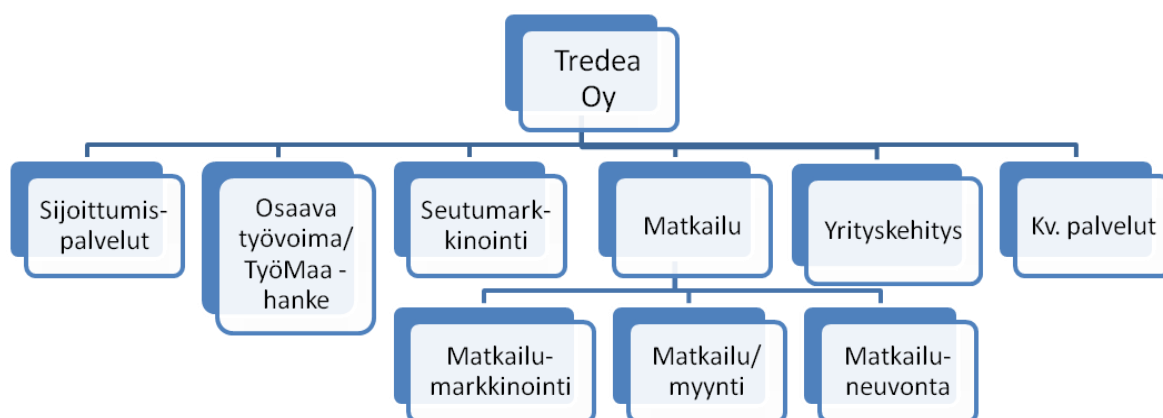 Tredea
Oy
Sijoittumis-
palvelut
Osaava
työvoima/
TyöMaa -
hanke
Seutumark-
kinointi
Matkailu
Yrityskehitys
Kv. palvelut
Matkailu-
markkinointi
Matkailu/
myynti
Matkailu-
neuvonta